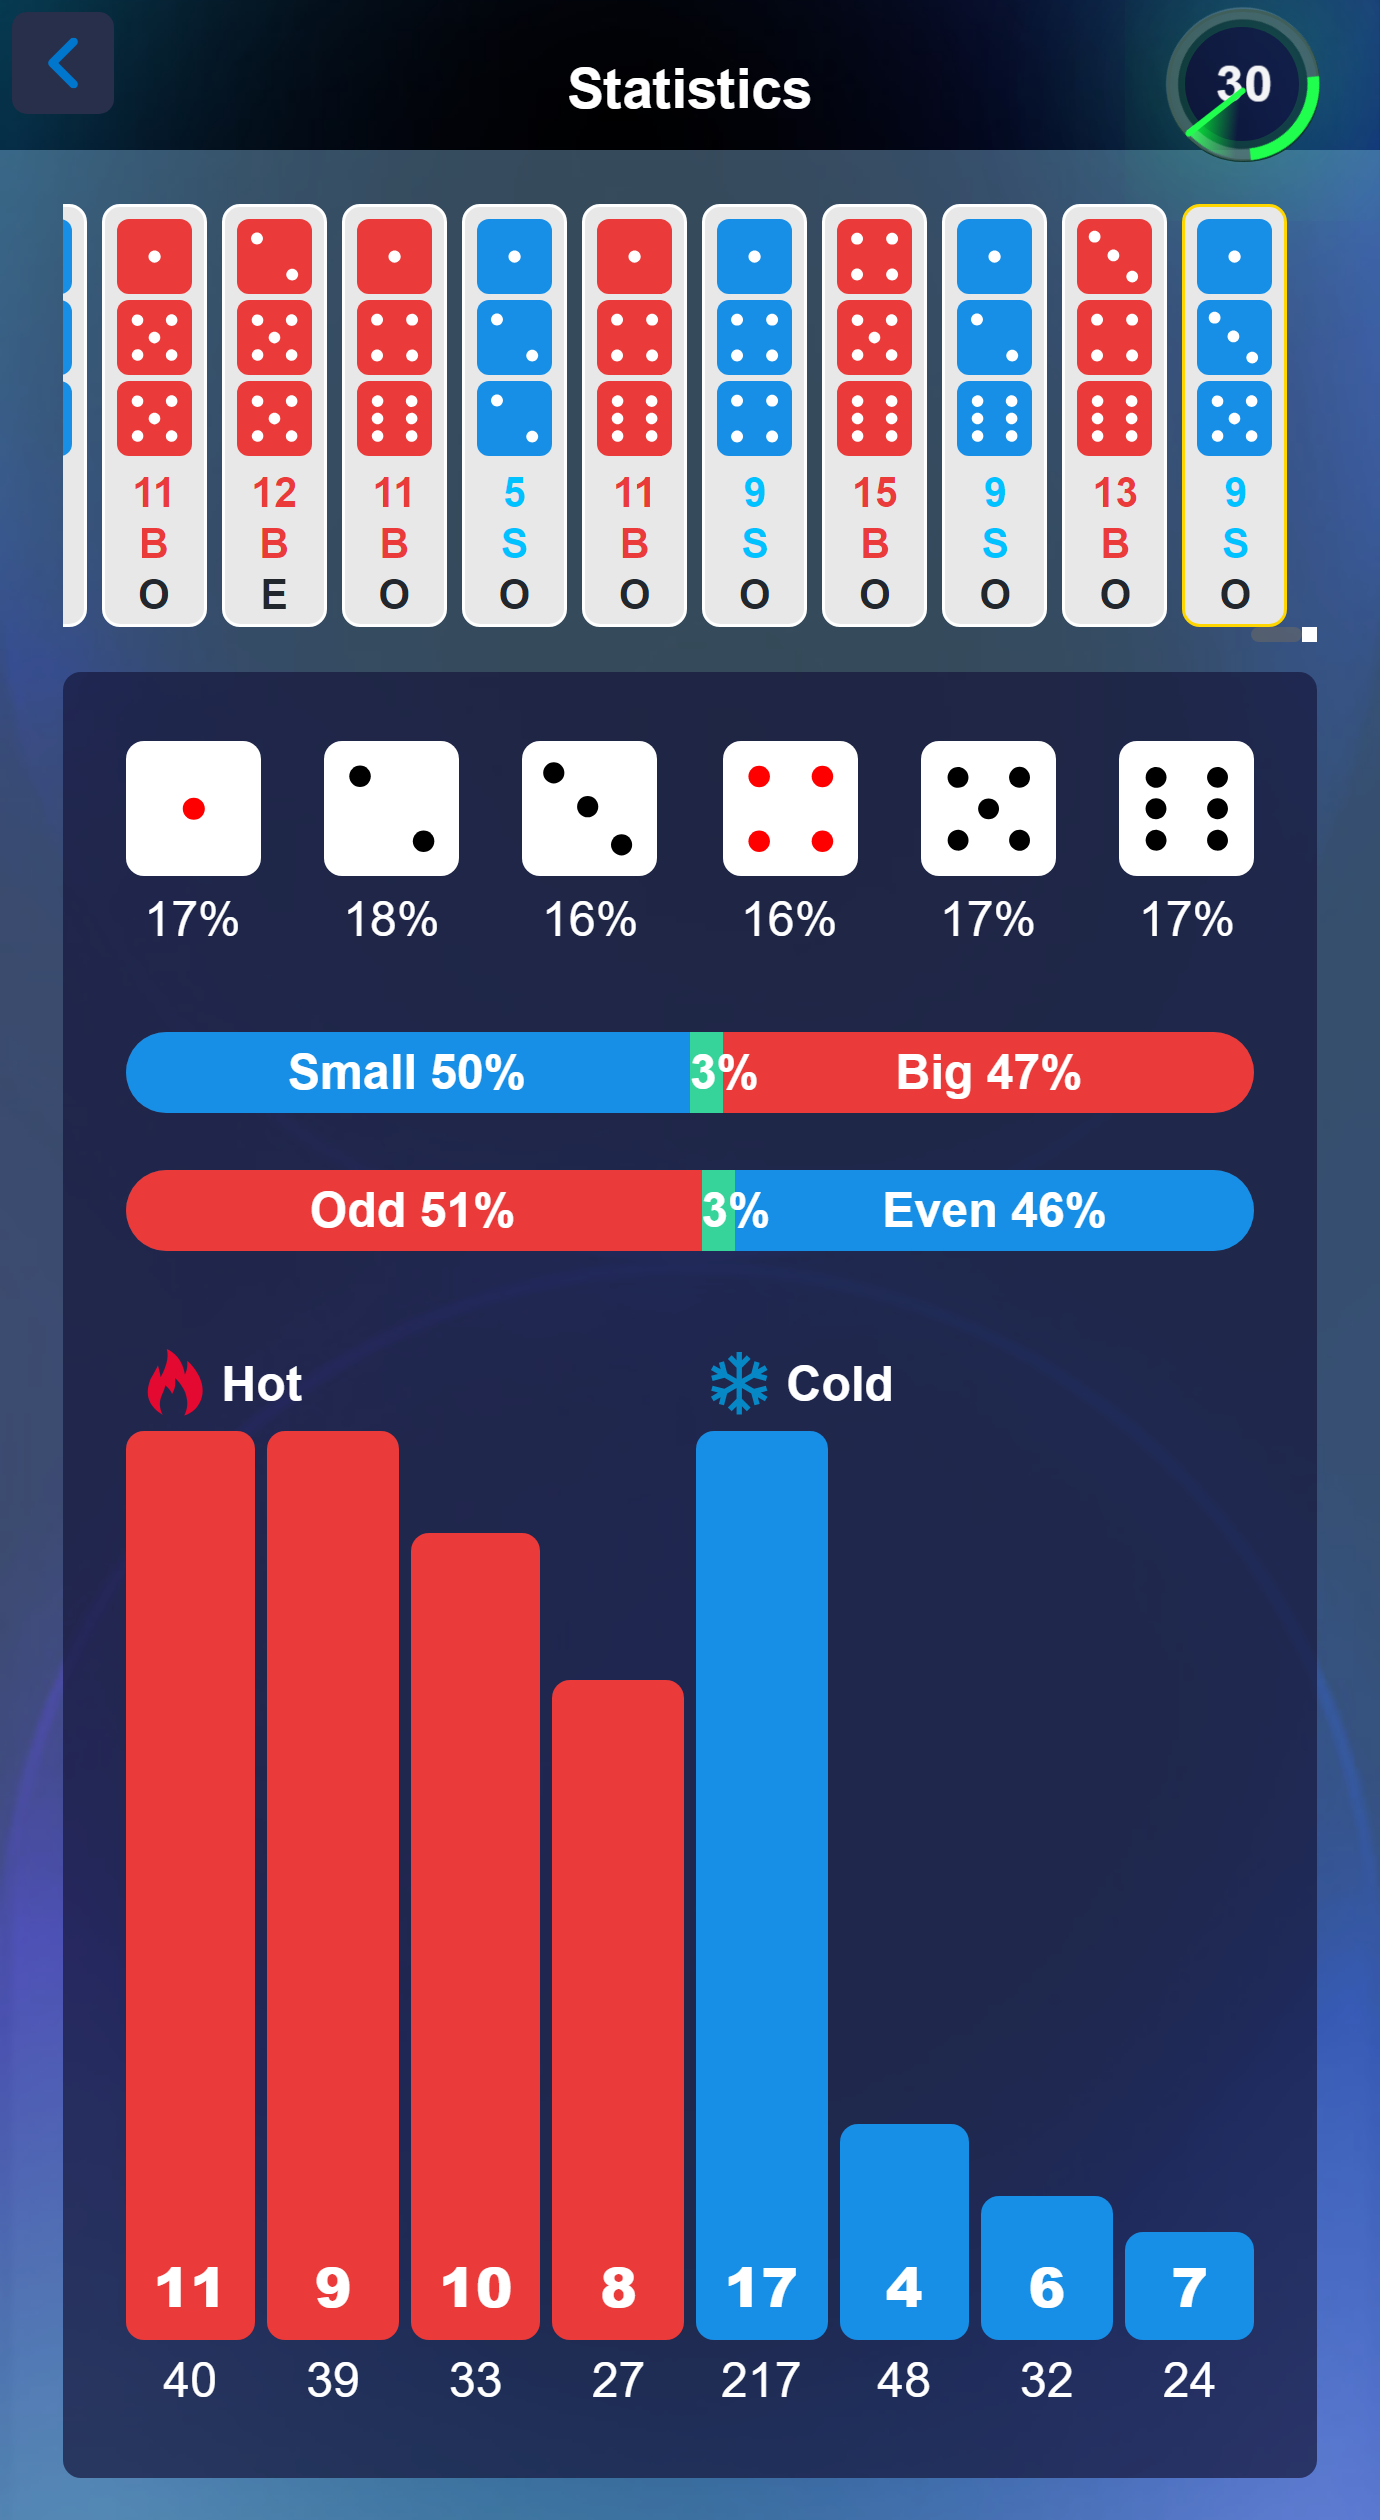 Statistics
30
11 12 11 5 11 9 15 9 13 9
B B B S B S B S B S
O E O O O O O O O O
17% 18% 16% 16% 17% 17%
Small 50% 3% Big 47%
Odd 51% 3% Even 46%
Hot Cold
11 9 10 8 17 4 6 7
40 39 33 27 217 48 32 24